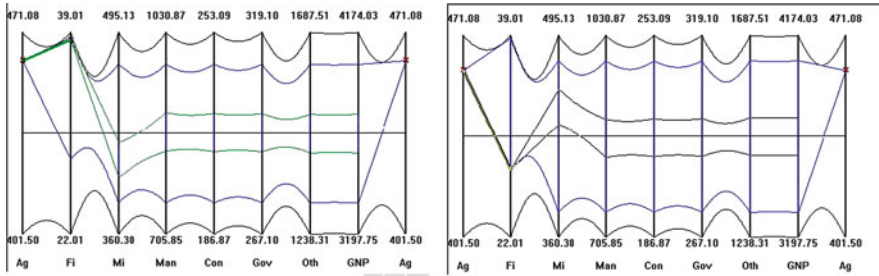 471.08 39.01 495.13 1030.87 253.09 319.10 1687.51 4174.03 471.08
401.50 22.01 360.30 705.85 186.87 267.10 1238.31 3197.75 401.50
Ag Fi Mi Man Con Gov Oth GNP Ag
471.08 39.01 495.13 1030.87 253.09 319.10 1687.51 4174.03 471.08
401.50 22.01 360.30 705.85 186.87 267.10 1238.31 3197.75 401.50
Ag Fi Mi Man Con Gov Oth GNP Ag